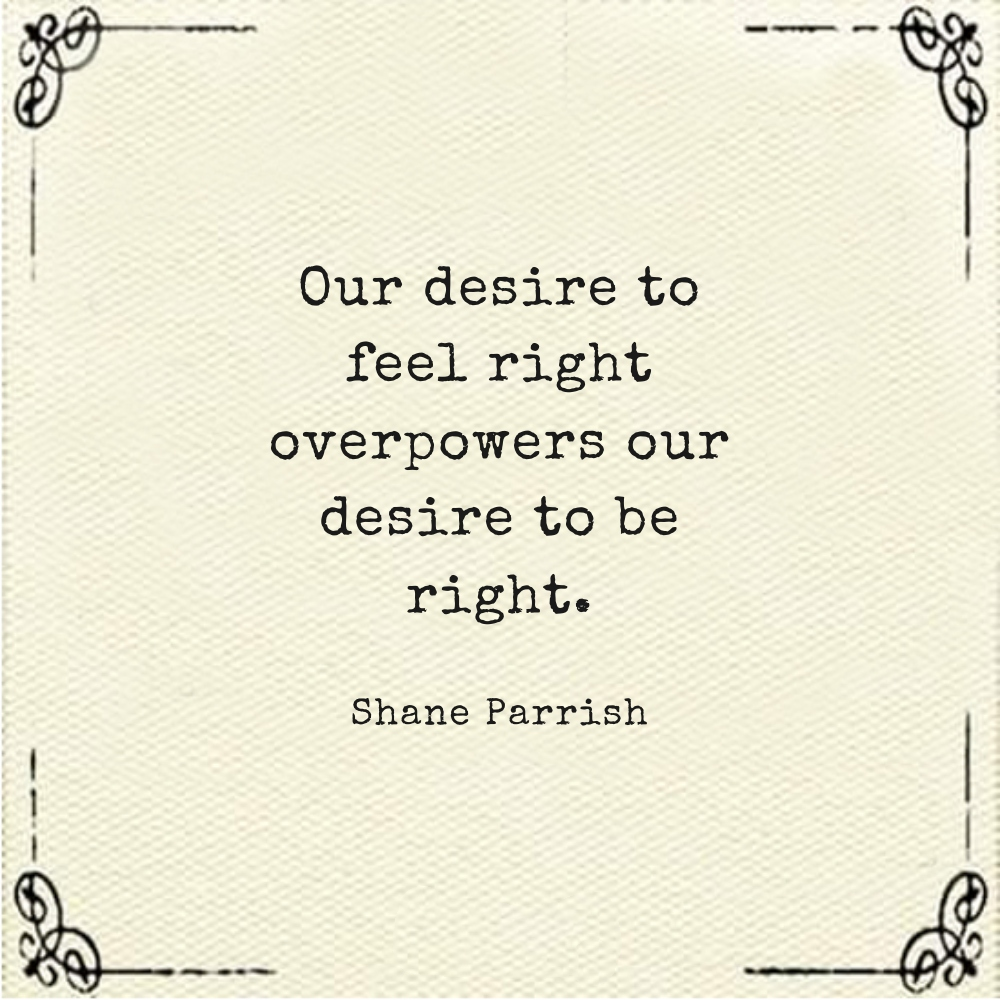 Our desire to
feel right
overpowers our
desire to be
right.
Shane Parrish